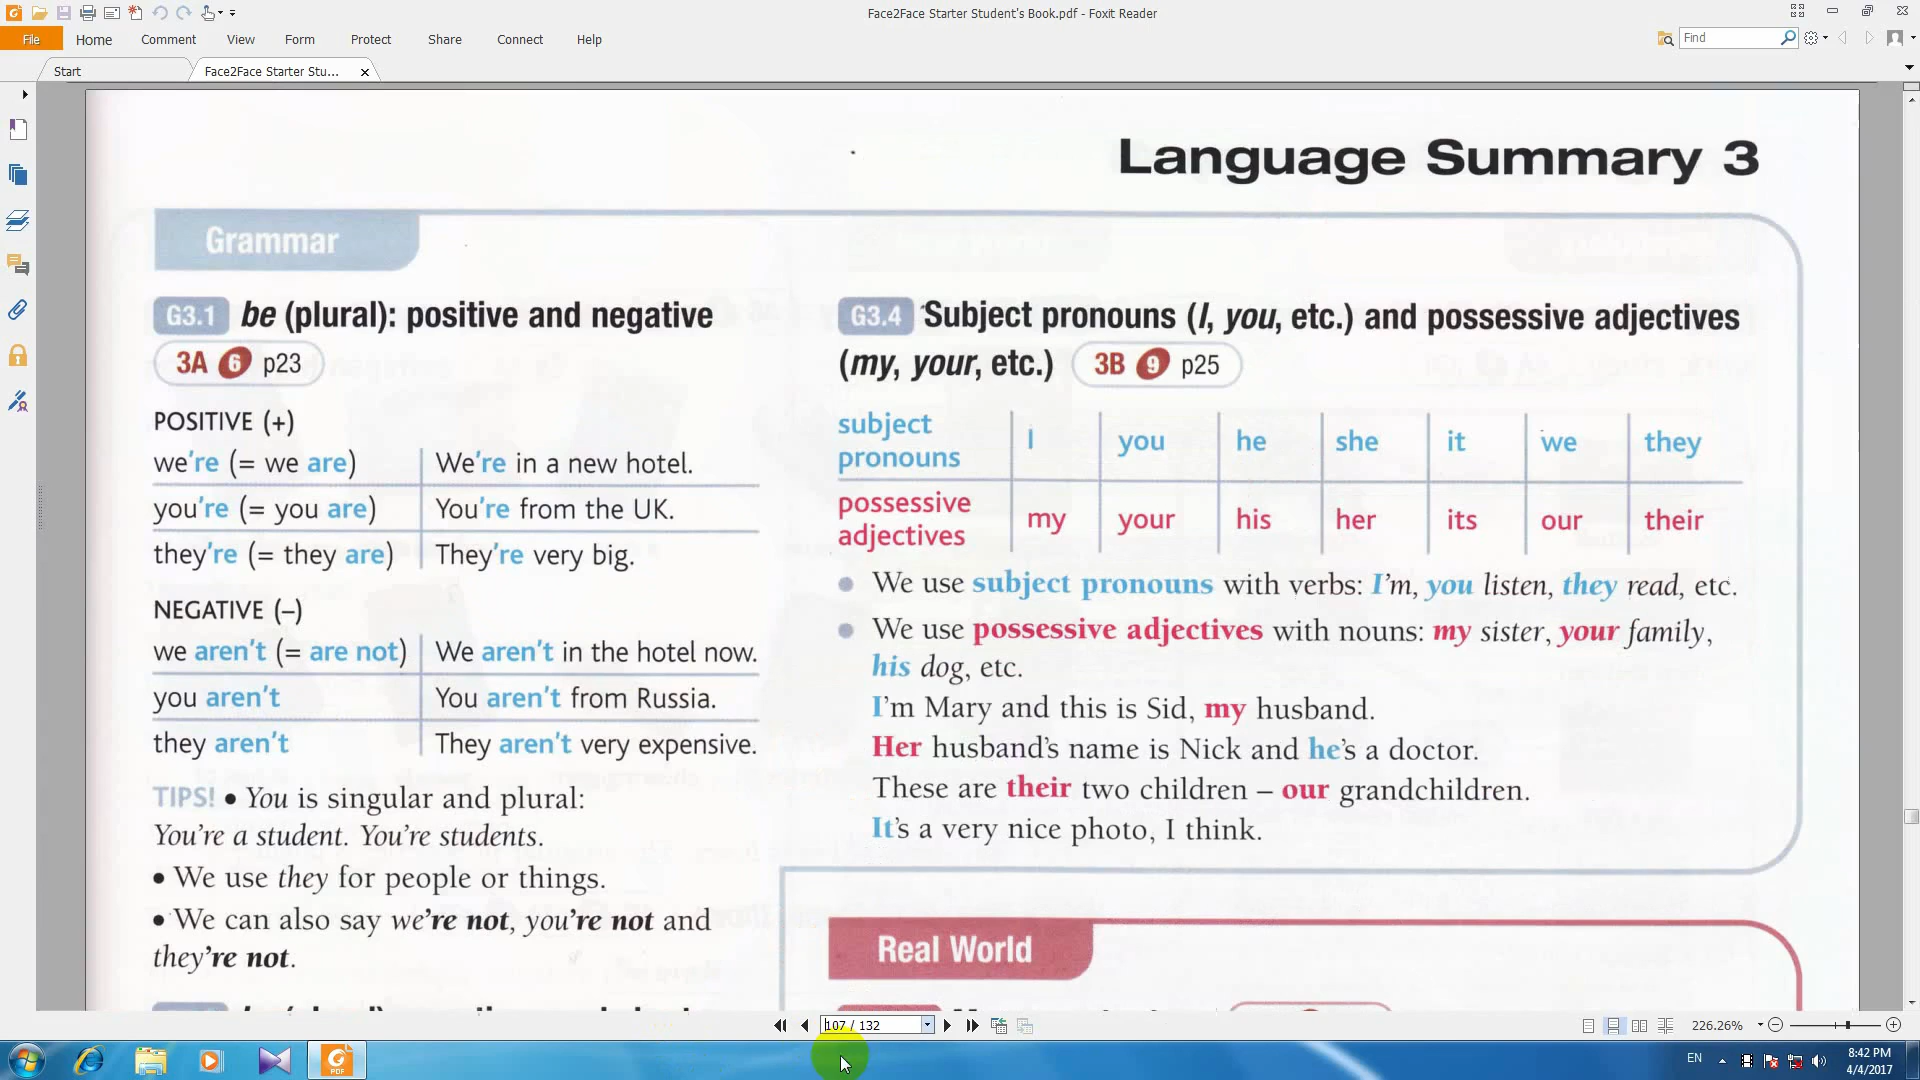 Face2Face Starter Student's Book.pdf - Foxit Reader
File Home Comment View Form Protect Share Connect Help
Find
Start
Face2Face Starter Stu...
Language Summary 3
Grammar
G3.1 be (plural): positive and negative
3A 6 p23
POSITIVE (+)
we're (= we are) We're in a new hotel.
you're (= you are) You're from the UK.
they're (= they are) They're very big.
NEGATIVE (–)
we aren't (= are not) We aren't in the hotel now.
you aren't You aren't from Russia.
they aren't They aren't very expensive.
TIPS! • You is singular and plural:
You're a student. You're students.
• We use they for people or things.
• We can also say we're not, you're not and
they're not.
G3.4 Subject pronouns (I, you, etc.) and possessive adjectives
(my, your, etc.) 3B 9 p25
subject
pronouns
I you he she it we they
possessive
adjectives
my your his her its our their
We use subject pronouns with verbs: I'm, you listen, they read, etc.
We use possessive adjectives with nouns: my sister, your family,
his dog, etc.
I'm Mary and this is Sid, my husband.
Her husband's name is Nick and he's a doctor.
These are their two children – our grandchildren.
It's a very nice photo, I think.
Real World
107 / 132
226.26%
EN
8:42 PM
4/4/2017
PDF